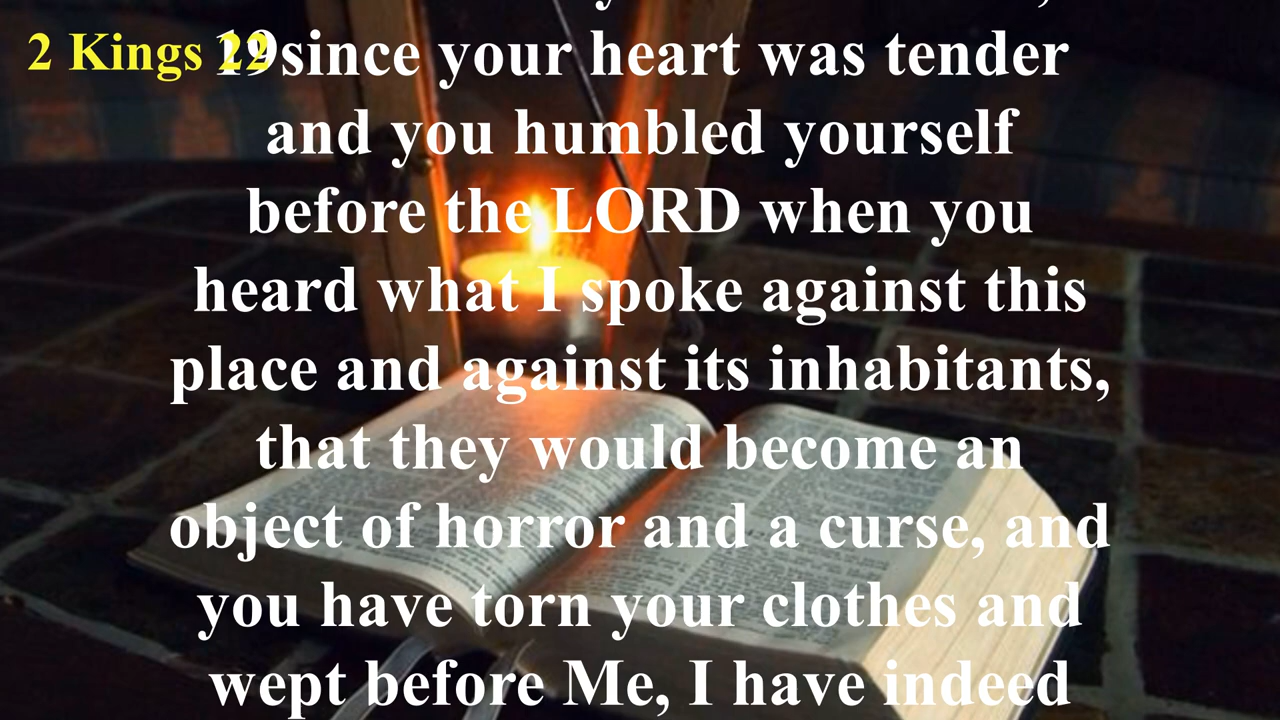 2 Kings 22
19since your heart was tender
and you humbled yourself
before the LORD when you
heard what I spoke against this
place and against its inhabitants,
that they would become an
object of horror and a curse, and
you have torn your clothes and
wept before Me, I have indeed